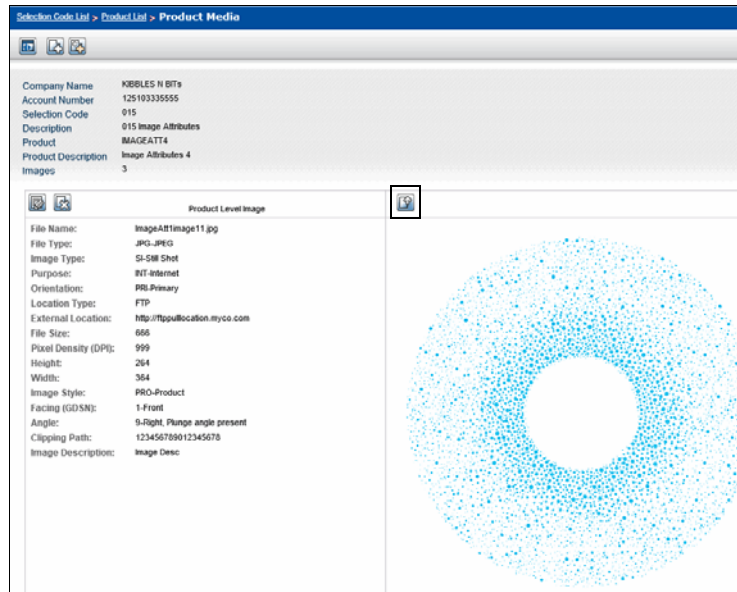 Selection Code List > Product List > Product Media
Company Name KIBBLES N BITs
Account Number 125103335555
Selection Code 015
Description 015 Image Attributes
Product IMAGEATT4
Product Description Image Attributes 4
Images 3
Product Level Image
File Name: ImageAtt1image11.jpg
File Type: JPG-JPEG
Image Type: SI-Still Shot
Purpose: INT-Internet
Orientation: PRI-Primary
Location Type: FTP
External Location: http://ftppulllocation.myco.com
File Size: 666
Pixel Density (DPI): 999
Height: 264
Width: 364
Image Style: PRO-Product
Facing (GDSN): 1-Front
Angle: 9-Right, Plunge angle present
Clipping Path: 123456789012345678
Image Description: Image Desc